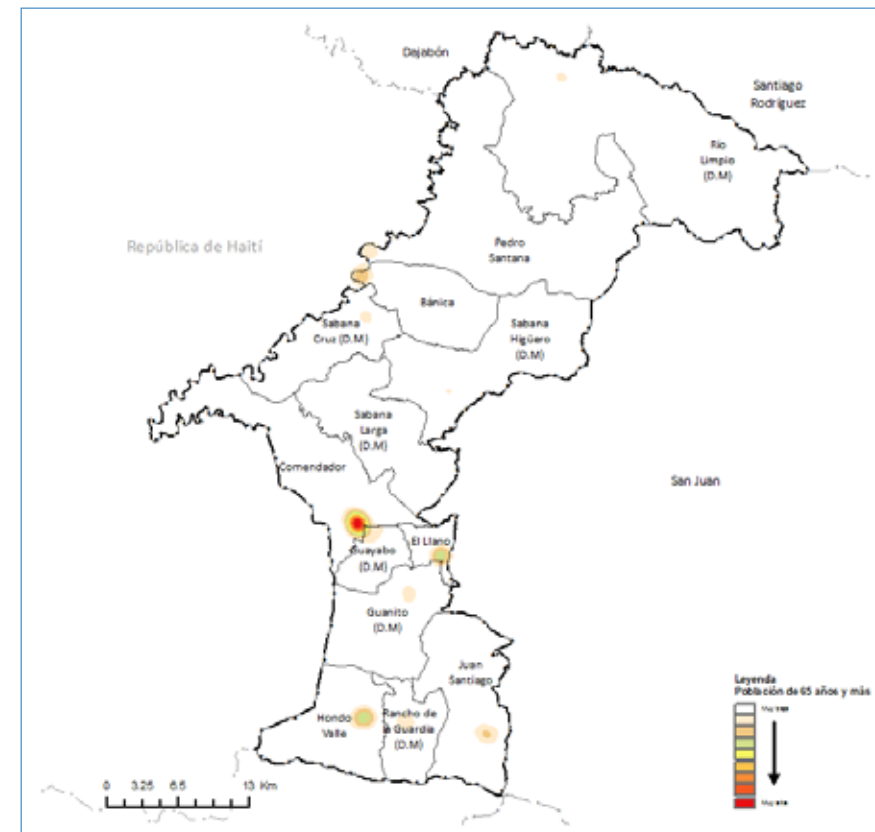 Dajabón
Santiago
Rodríguez
Río
Limpio
(D.M)
República de Haití
Pedro
Santana
Bánica
Sabana
Cruz (D.M)
Sabana
Higüero
(D.M)
Sabana
Larga
(D.M)
Comendador
San Juan
El Llano
Guayabo
(D.M)
Guanito
(D.M)
Juan
Santiago
Hondo
Valle
Rancho de
la Guardia
(D.M)
Leyenda
Población de 65 años y más
0 3.25 6.5 13 Km